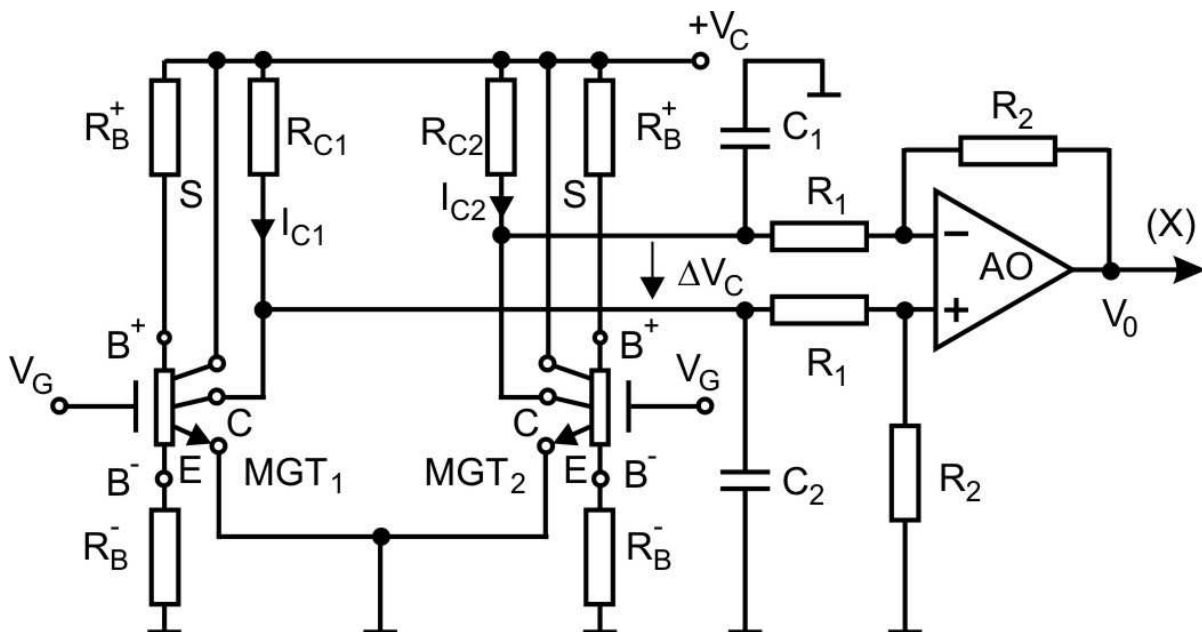 +V_C
R_B^+
R_C1
R_C2
R_B^+
C_1
R_2
S
I_C1
I_C2
S
R_1
AO
(X)
ΔV_C
V_0
B^+
B^+
R_1
V_G
V_G
C
C
E
MGT_1
MGT_2
E
B^-
B^-
C_2
R_2
R_B^-
R_B^-
−
+